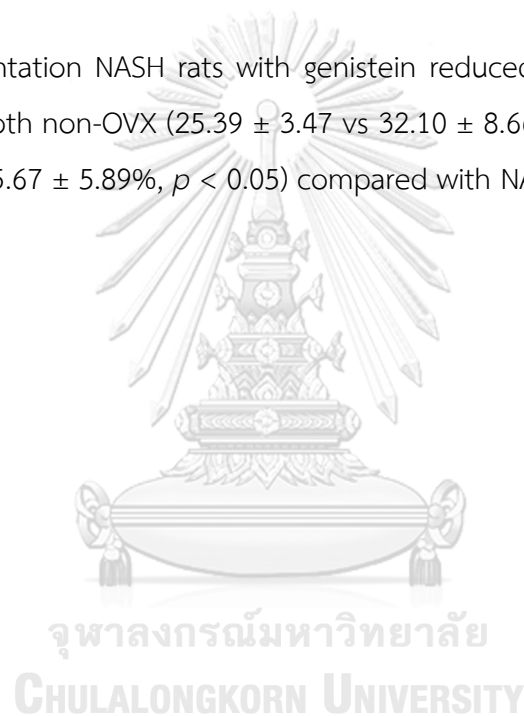 ntation NASH rats with genistein reduced
oth non-OVX (25.39 ± 3.47 vs 32.10 ± 8.6
5.67 ± 5.89%, p < 0.05) compared with NA
จุฬาลงกรณ์มหาวิทยาลัย
CHULALONGKORN UNIVERSITY